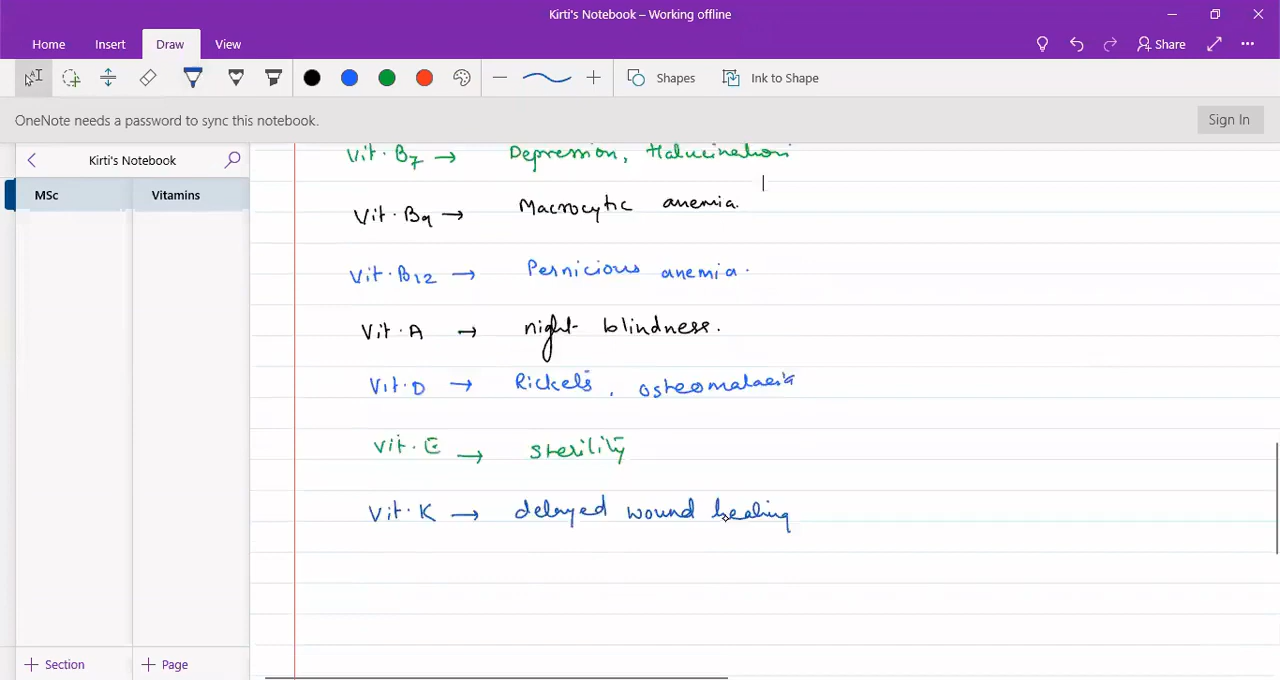 Kirti's Notebook – Working offline
Home Insert Draw View Share
Shapes Ink to Shape
OneNote needs a password to sync this notebook. Sign In
Kirti's Notebook
MSc Vitamins
Vit. B7 → Depression, Halucination
Vit. B9 → Macrocytic anemia.
Vit. B12 → Pernicious anemia.
Vit. A → night blindness.
Vit. D → Rickets, osteomalacia
Vit. E → Sterility
Vit. K → delayed wound healing
+ Section + Page